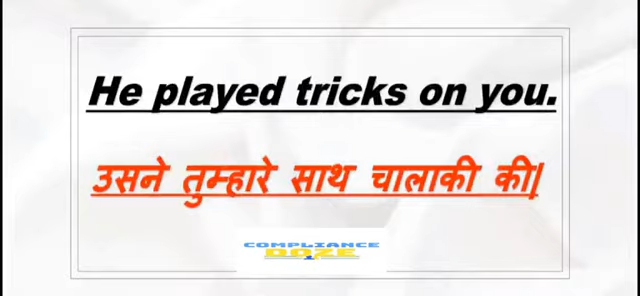 He played tricks on you.
उसने तुम्हारे साथ चालाकी की|
COMPLIANCE
DOZE